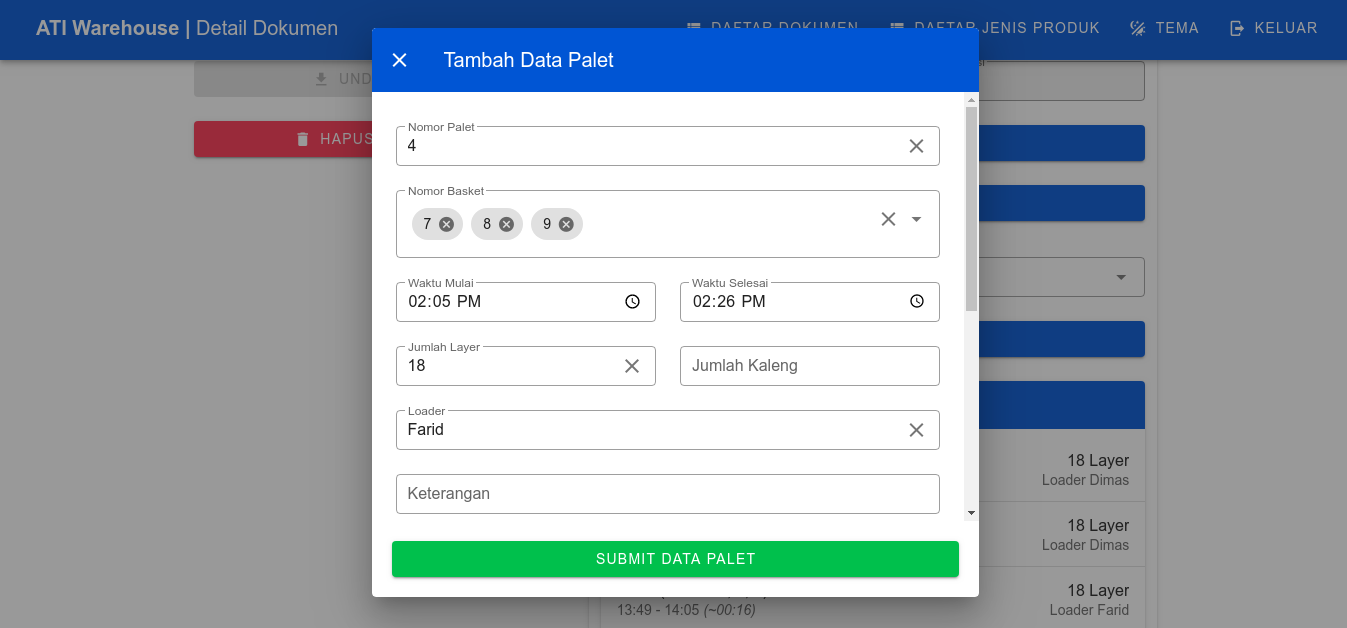 ATI Warehouse | Detail Dokumen
DAFTAR DOKUMEN
DAFTAR JENIS PRODUK
TEMA
KELUAR
Tambah Data Palet
UND
HAPUS
Nomor Palet
4
Nomor Basket
7 8 9
Waktu Mulai
02:05 PM
Waktu Selesai
02:26 PM
Jumlah Layer
18
Jumlah Kaleng
Loader
Farid
Keterangan
SUBMIT DATA PALET
18 Layer
Loader Dimas
18 Layer
Loader Dimas
18 Layer
13:49 - 14:05 (~00:16)
Loader Farid